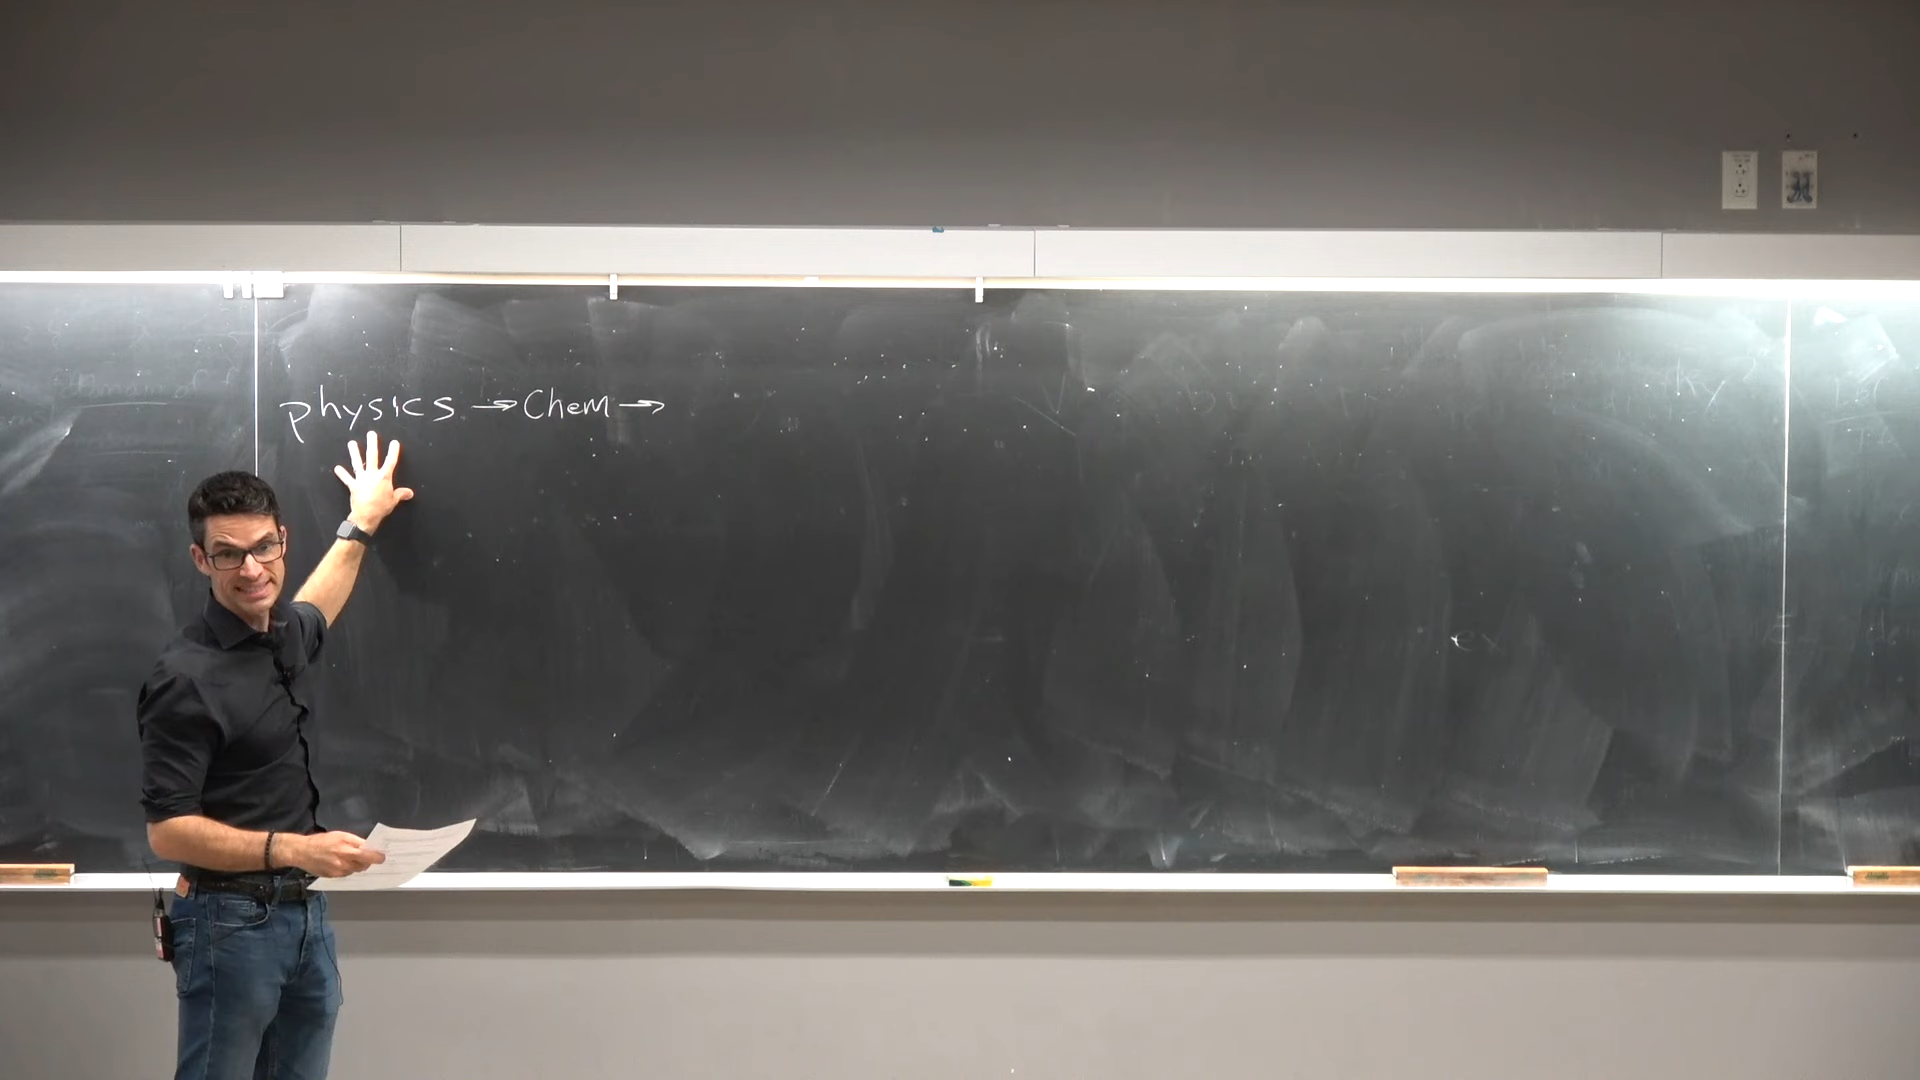 physics → Chem →